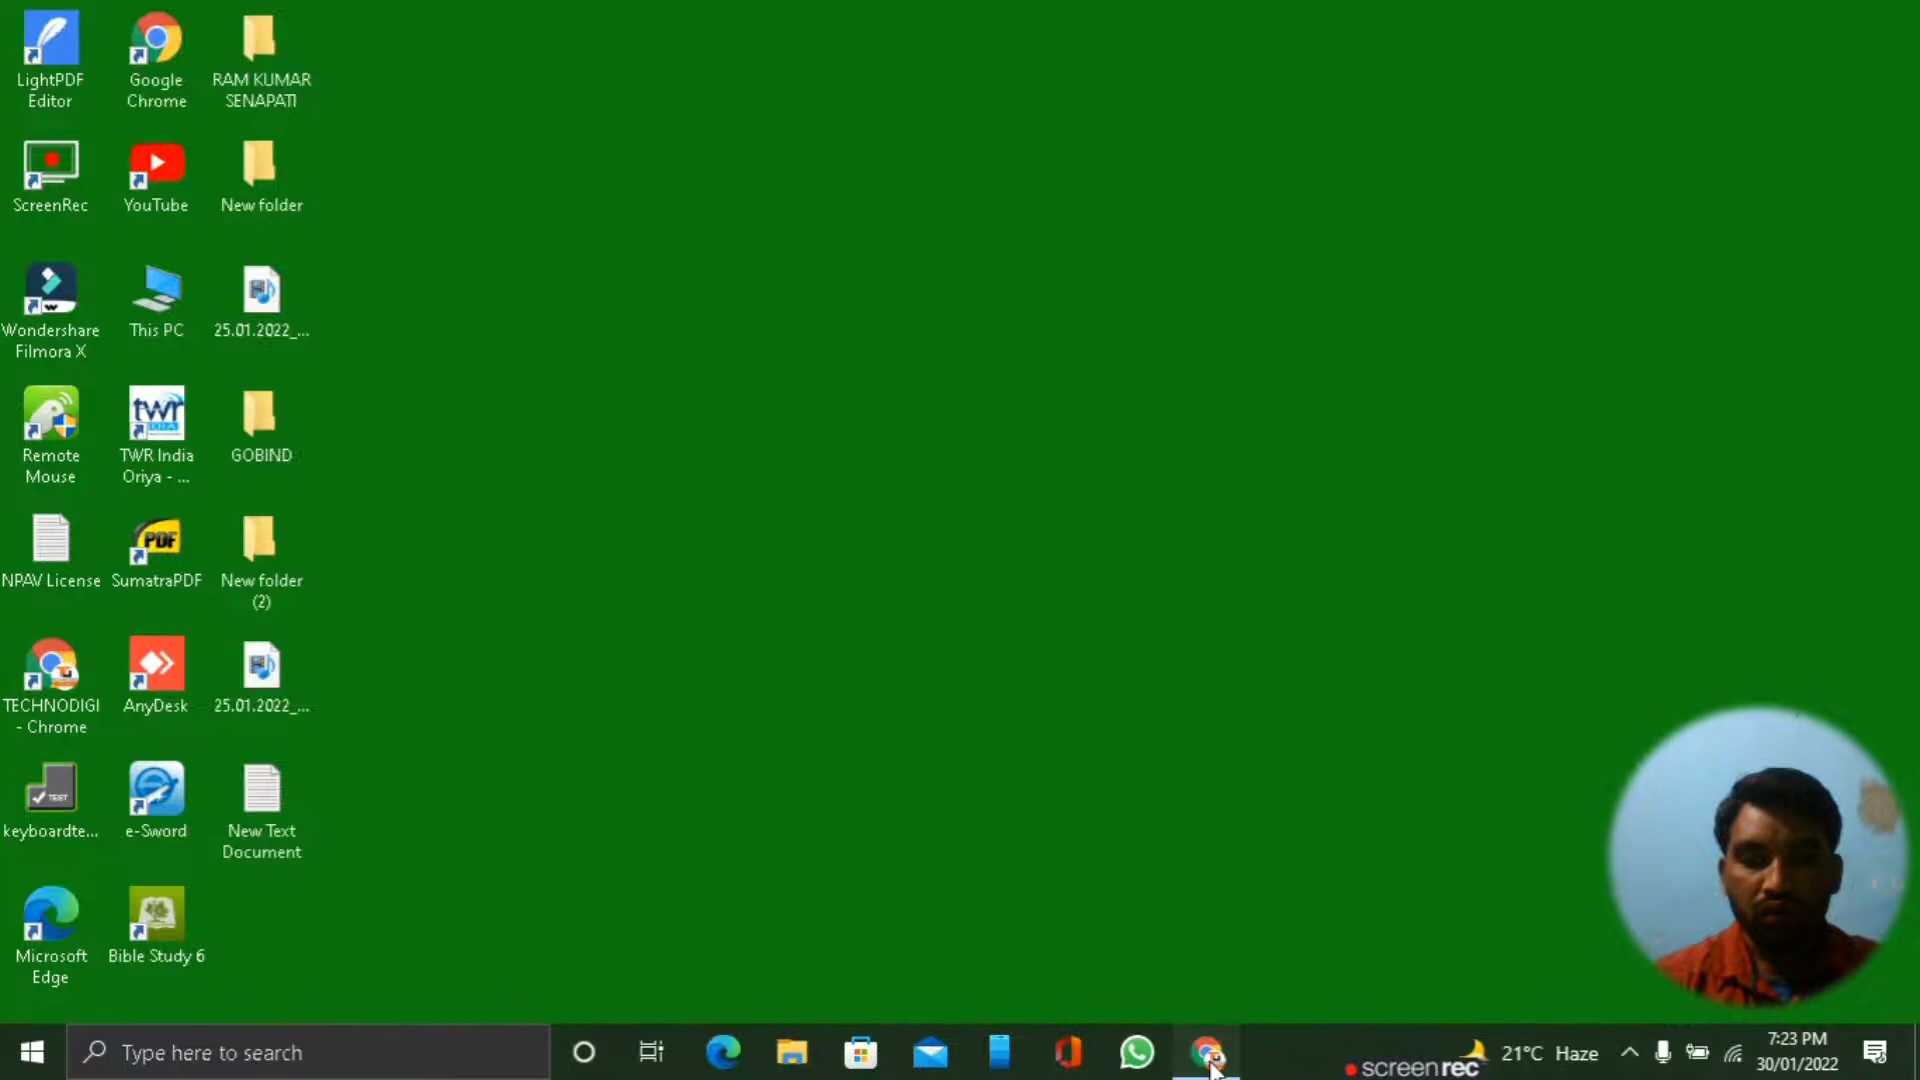 LightPDF
Editor
Google
Chrome
RAM KUMAR
SENAPATI
ScreenRec
YouTube
New folder
Wondershare
Filmora X
This PC
25.01.2022_...
Remote
Mouse
twr
TWR India
Oriya - ...
GOBIND
NPAV License
PDF
SumatraPDF
New folder
(2)
TECHNODIGI
- Chrome
AnyDesk
25.01.2022_...
TEST
keyboardte...
e-Sword
New Text
Document
Microsoft
Edge
Bible Study 6
Type here to search
screenrec
21°C Haze
7:23 PM
30/01/2022